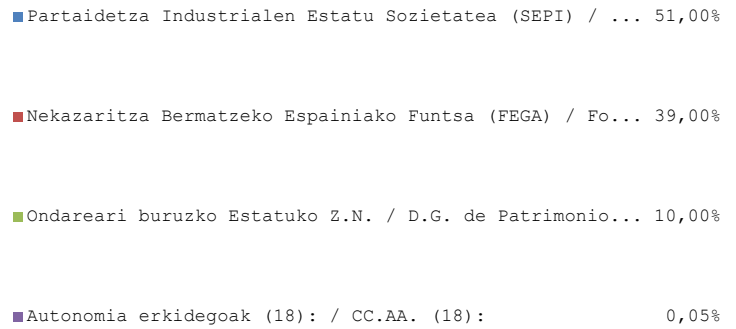 Partaidetza Industrialen Estatu Sozietatea (SEPI) / ... 51,00%
Nekazaritza Bermatzeko Espainiako Funtsa (FEGA) / Fo... 39,00%
Ondareari buruzko Estatuko Z.N. / D.G. de Patrimonio... 10,00%
Autonomia erkidegoak (18): / CC.AA. (18): 0,05%